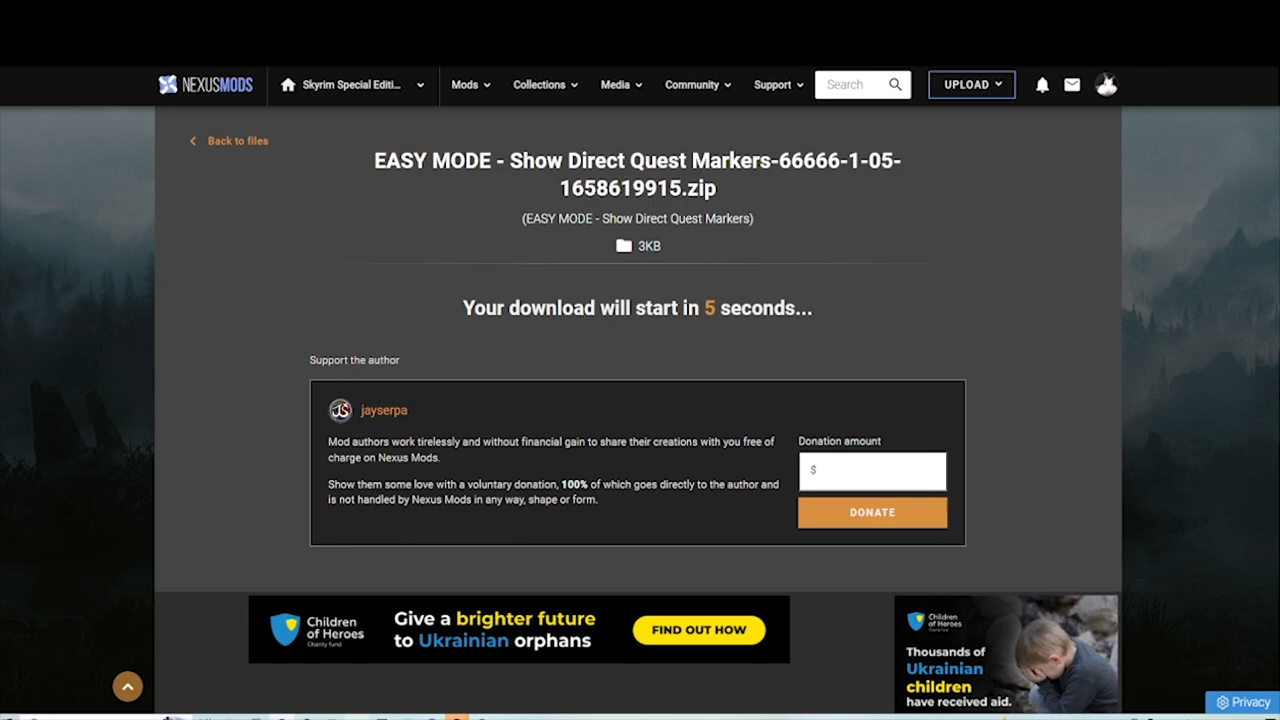 NEXUSMODS
Skyrim Special Editi...
Mods
Collections
Media
Community
Support
Search
UPLOAD
Back to files
EASY MODE - Show Direct Quest Markers-66666-1-05-
1658619915.zip
(EASY MODE - Show Direct Quest Markers)
3KB
Your download will start in 5 seconds...
Support the author
JS
jayserpa
Mod authors work tirelessly and without financial gain to share their creations with you free of
charge on Nexus Mods.
Show them some love with a voluntary donation, 100% of which goes directly to the author and
is not handled by Nexus Mods in any way, shape or form.
Donation amount
$
DONATE
Children
of Heroes
Charity fund
Give a brighter future
to Ukrainian orphans
FIND OUT HOW
Children
of Heroes
Thousands of
Ukrainian
children
have received aid.
Privacy